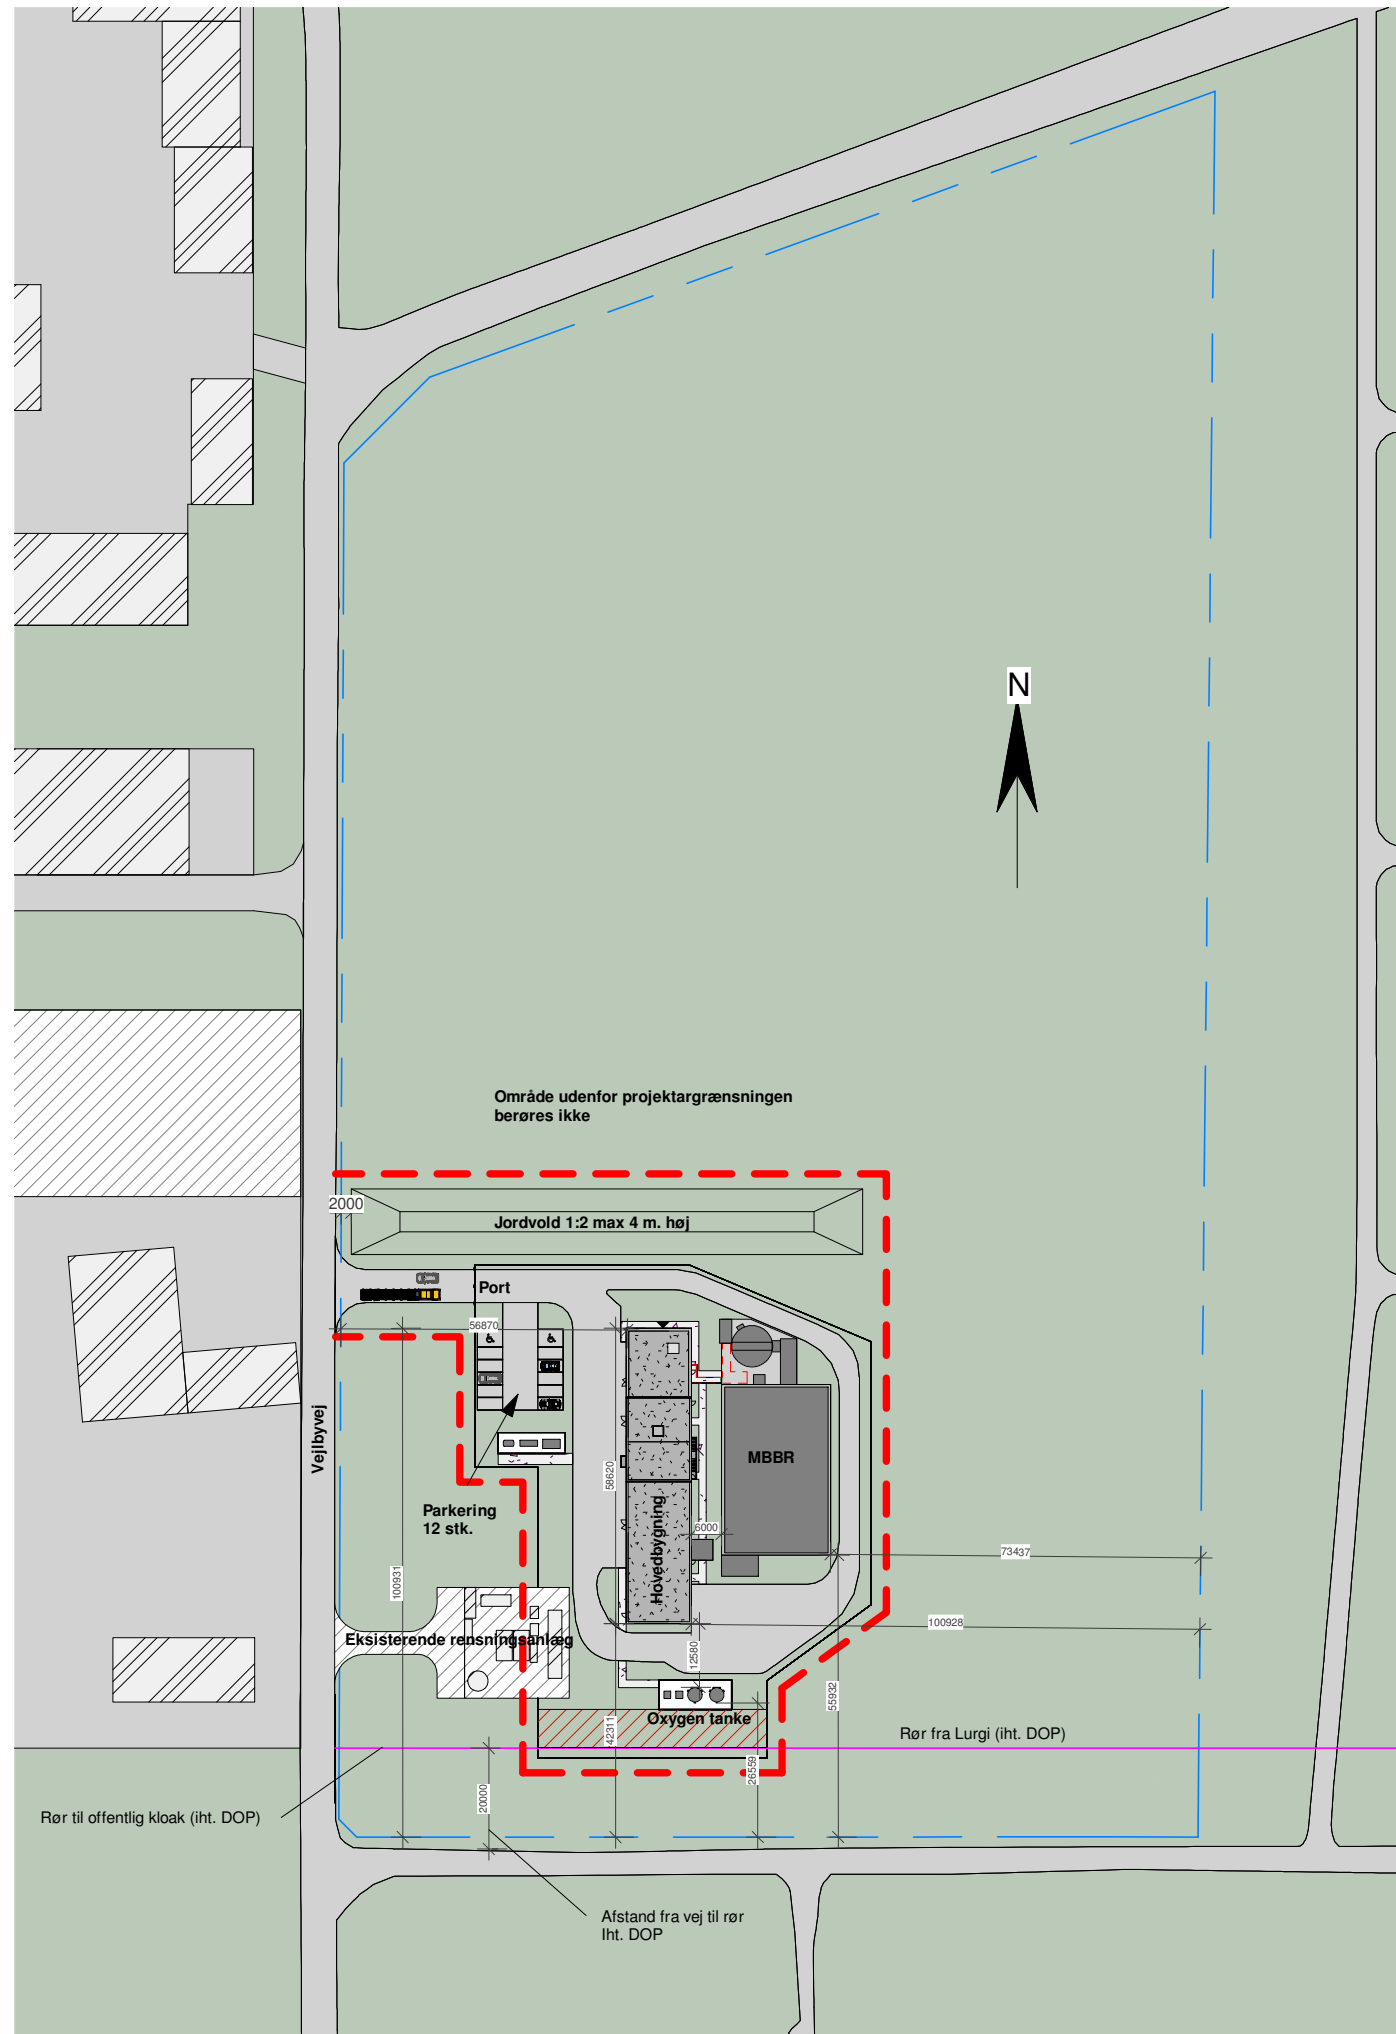 N
Område udenfor projektargrænsningen
berøres ikke
2000
Jordvold 1:2 max 4 m. høj
Port
56870
Vejlbyvej
58620
MBBR
Parkering
12 stk.
Hovedbygning
6000
73437
100931
100928
Eksisterende rensningsanlæg
12580
55932
Oxygen tanke
42311
Rør fra Lurgi (iht. DOP)
26559
20000
Rør til offentlig kloak (iht. DOP)
Afstand fra vej til rør
Iht. DOP